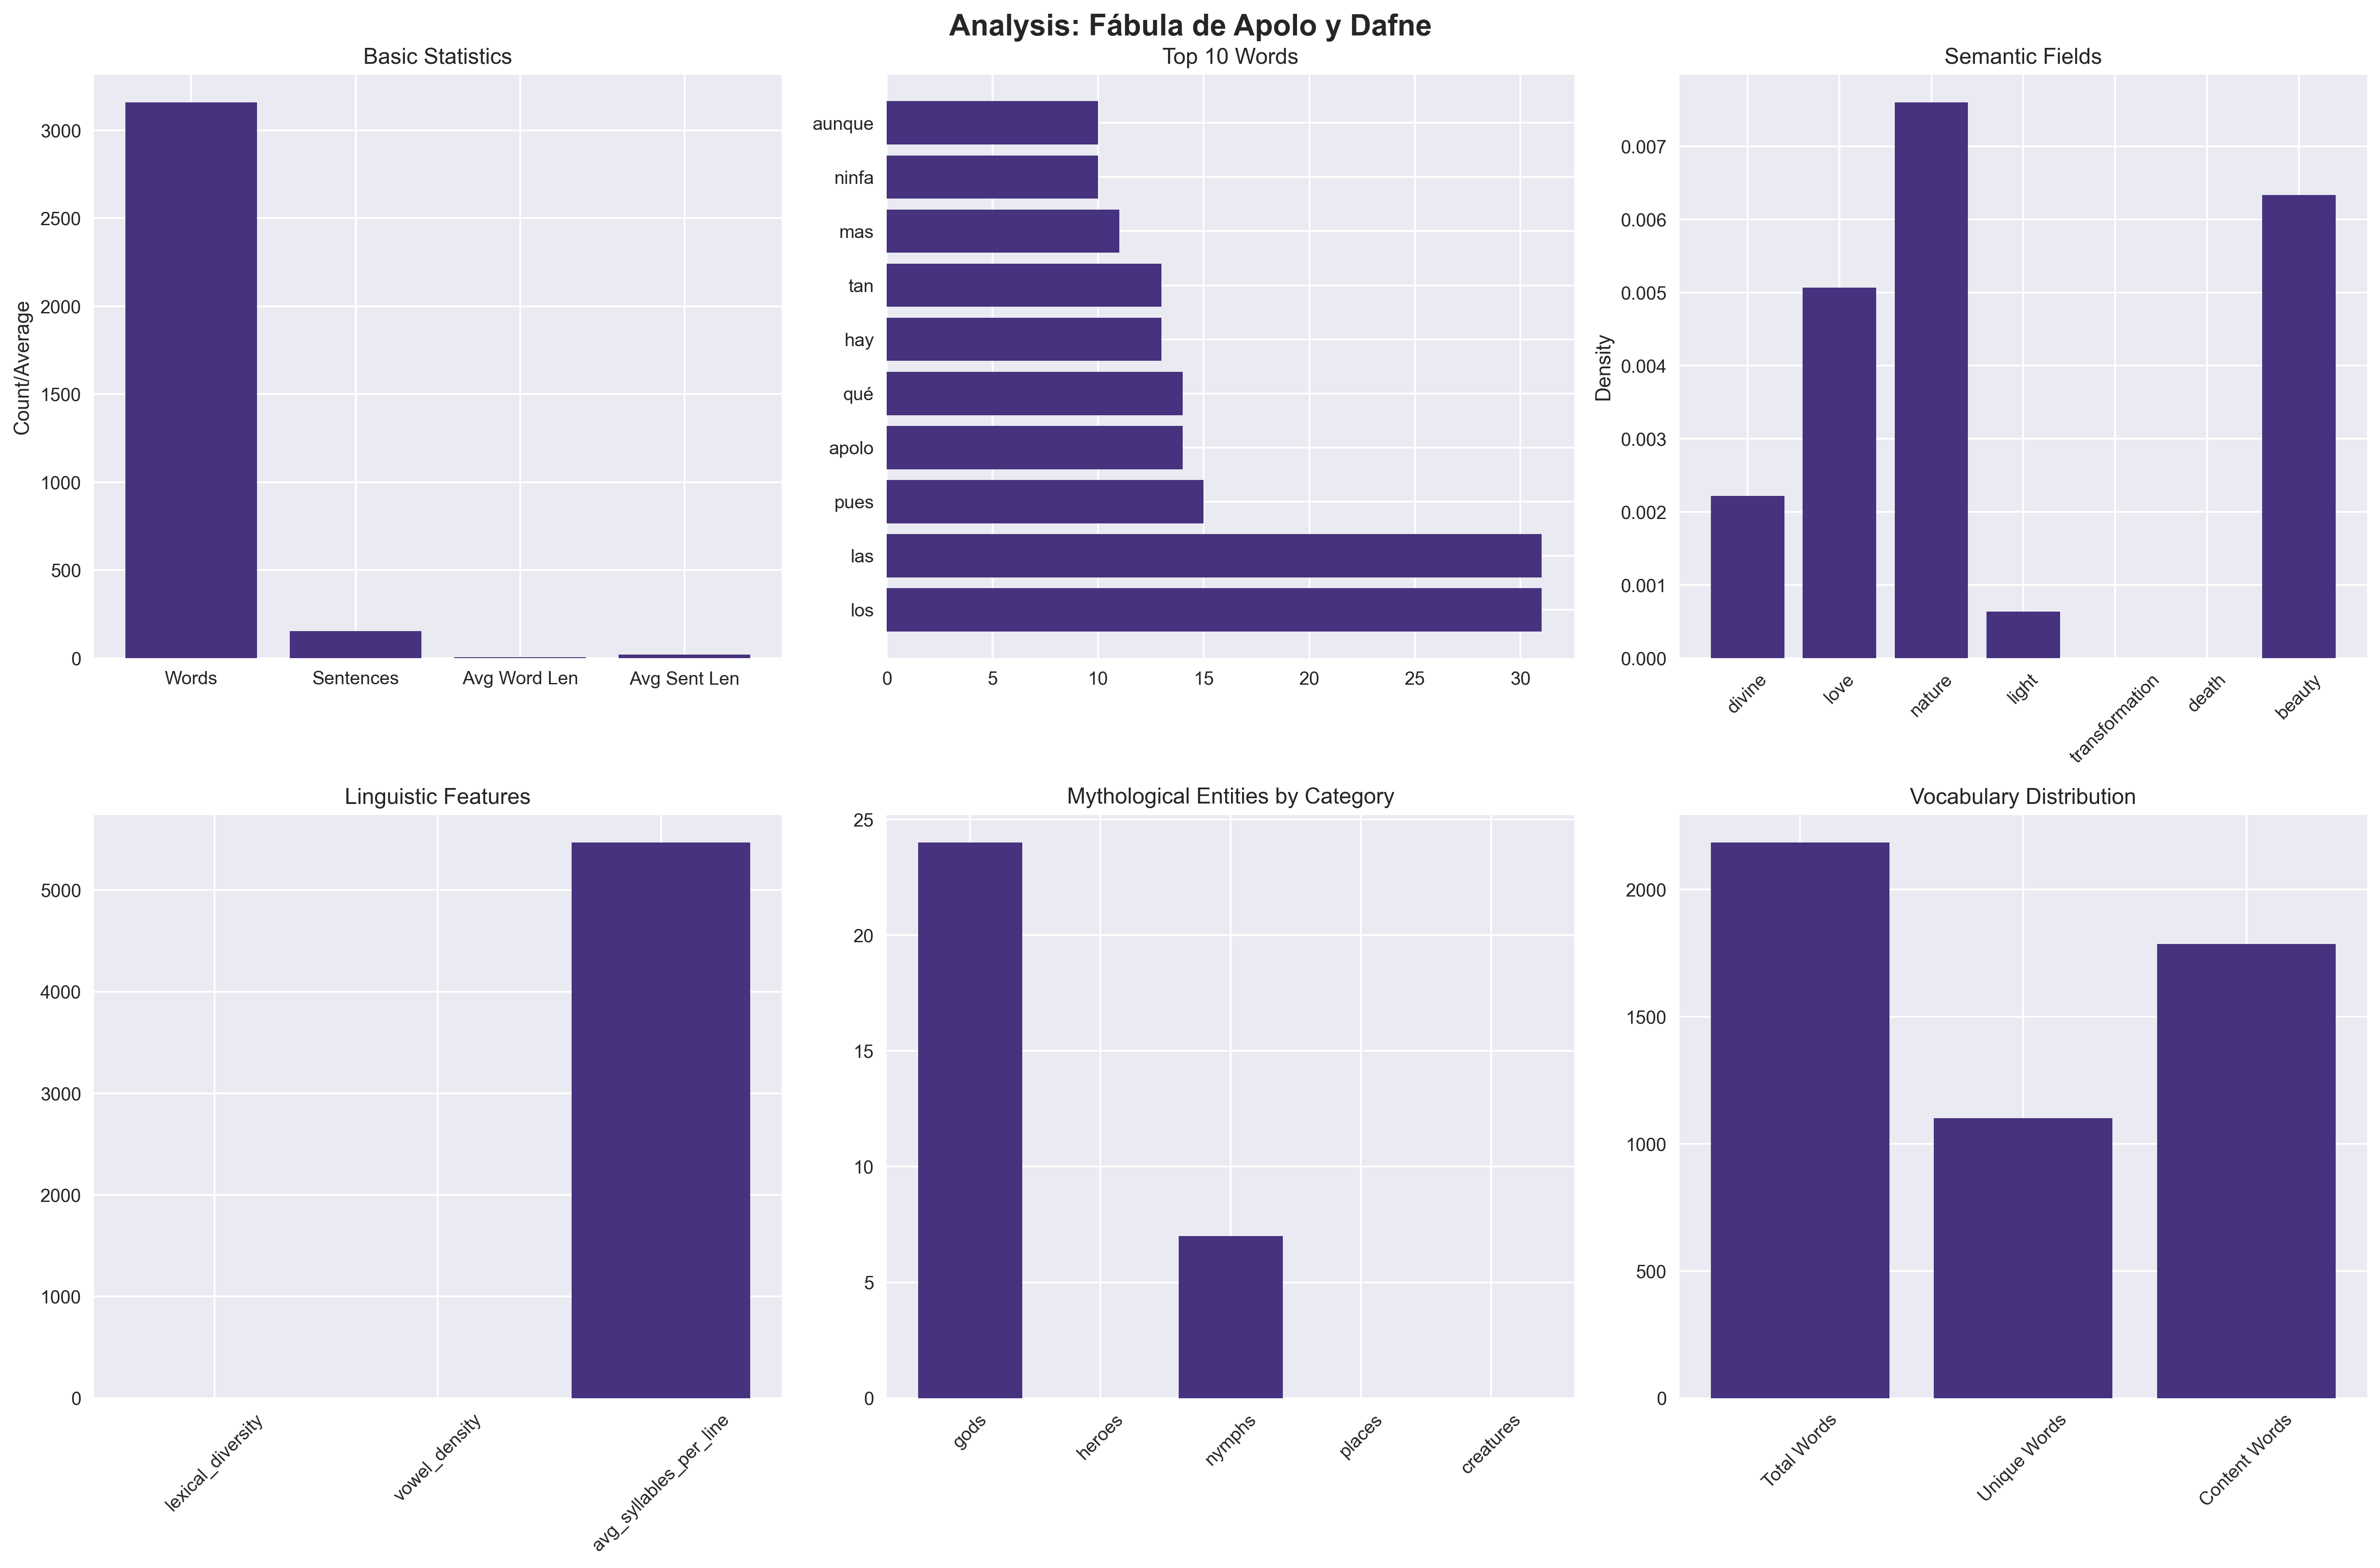 Analysis: Fábula de Apolo y Dafne
Basic Statistics
Count/Average
3000
2500
2000
1500
1000
500
0
Words
Sentences
Avg Word Len
Avg Sent Len
Top 10 Words
aunque
ninfa
mas
tan
hay
qué
apolo
pues
las
los
0
5
10
15
20
25
30
Semantic Fields
Density
0.007
0.006
0.005
0.004
0.003
0.002
0.001
0.000
divine
love
nature
light
transformation
death
beauty
Linguistic Features
5000
4000
3000
2000
1000
0
lexical_diversity
vowel_density
avg_syllables_per_line
Mythological Entities by Category
25
20
15
10
5
0
gods
heroes
nymphs
places
creatures
Vocabulary Distribution
2000
1500
1000
500
0
Total Words
Unique Words
Content Words